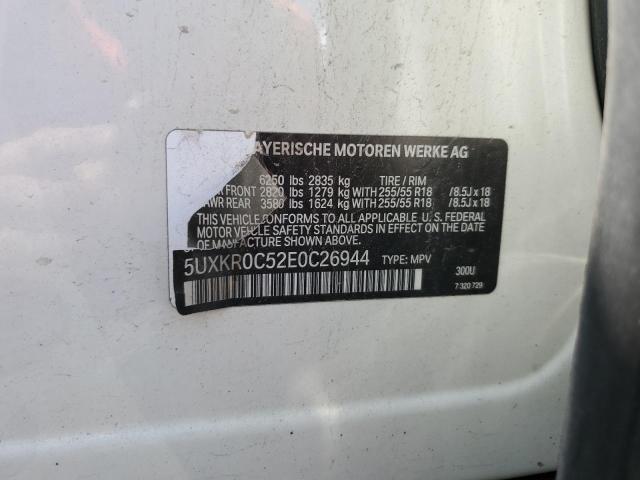 AYERISCHE MOTOREN WERKE AG
6250 lbs 2835 kg TIRE / RIM
FRONT 2820 lbs 1279 kg WITH 255/55 R18 / 8.5J x 18
AWR REAR 3580 lbs 1624 kg WITH 255/55 R18 / 8.5J x 18
THIS VEHICLE CONFORMS TO ALL APPLICABLE U. S. FEDERAL
MOTOR VEHICLE SAFETY STANDARDS IN EFFECT ON THE
DATE OF MANUFACTURE SHOWN ABOVE.
5UXKR0C52E0C26944 TYPE: MPV
300U
7 320 729